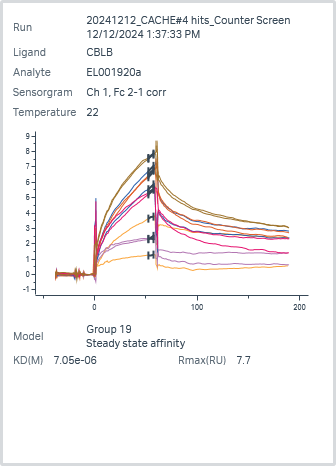 Run 20241212_CACHE#4 hits_Counter Screen
12/12/2024 1:37:33 PM
Ligand CBLB
Analyte EL001920a
Sensorgram Ch 1, Fc 2-1 corr
Temperature 22
9
8
7
6
5
4
3
2
1
0
-1
0 100 200
Model Group 19
Steady state affinity
KD(M) 7.05e-06 Rmax(RU) 7.7